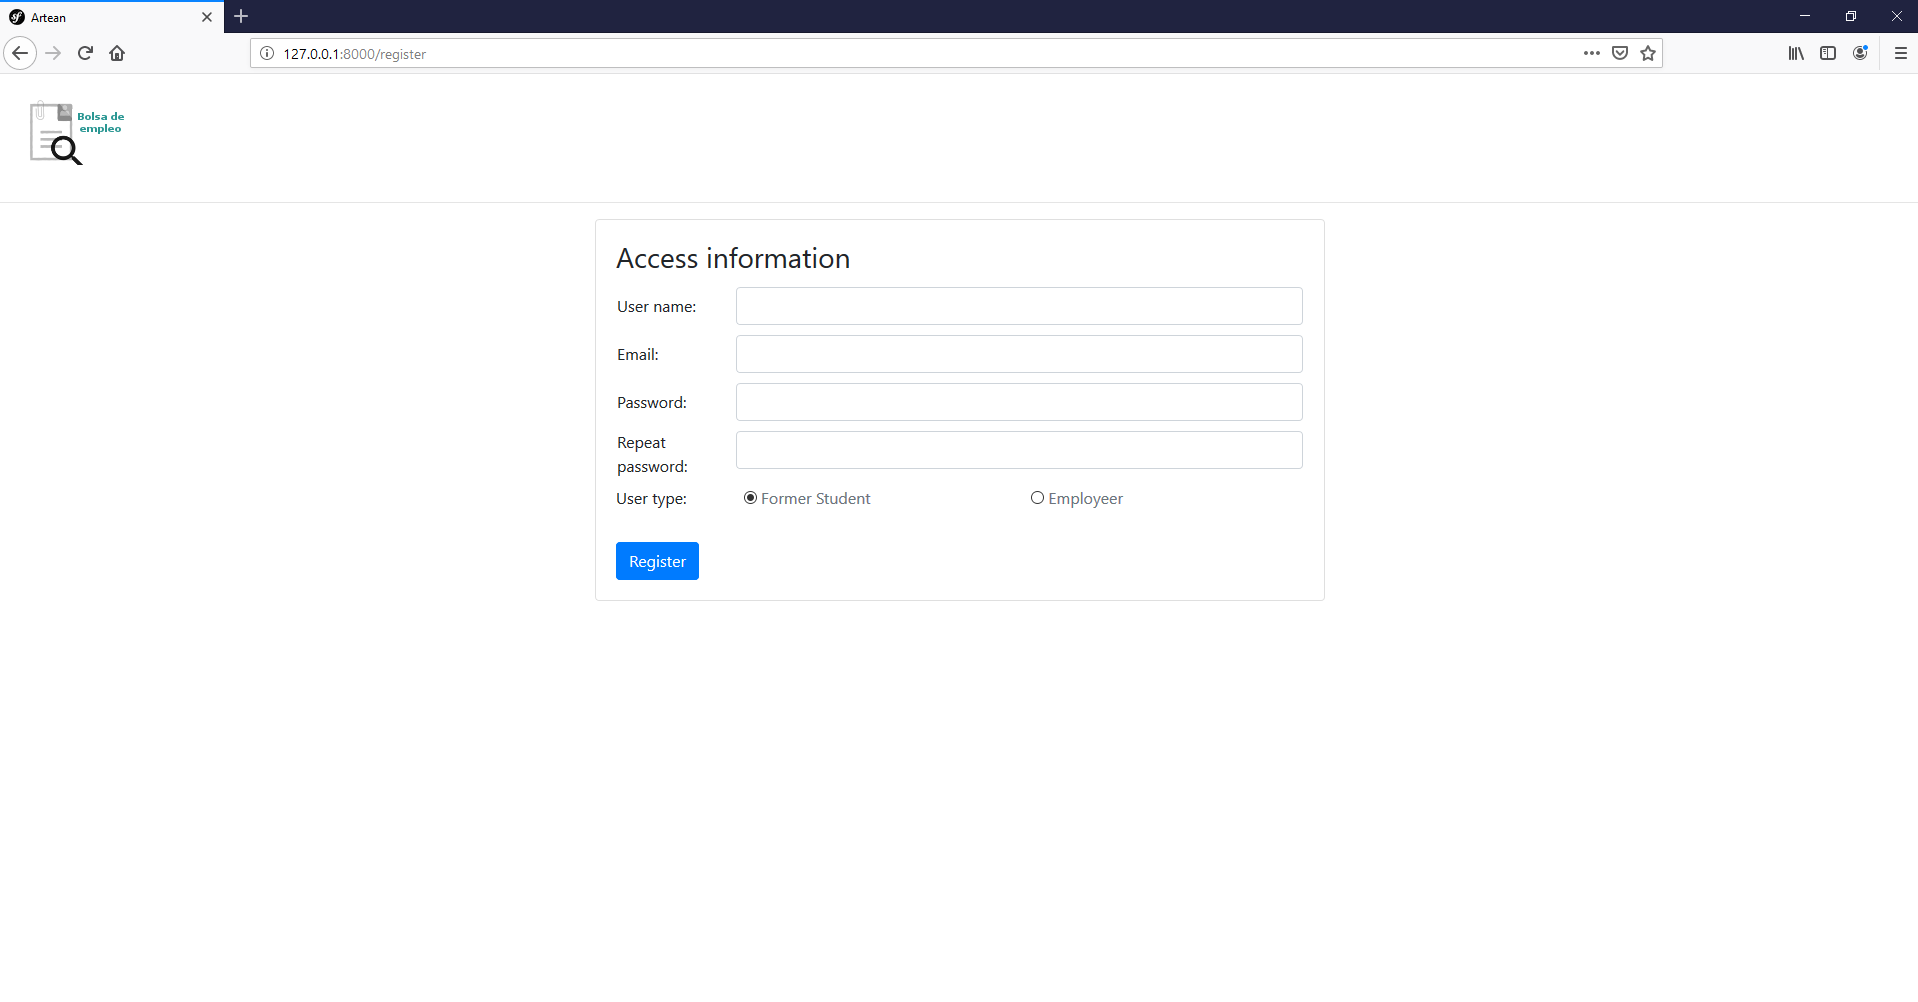 Artean
127.0.0.1:8000/register
Bolsa de
empleo
Access information
User name:
Email:
Password:
Repeat
password:
User type:
Former Student
Employeer
Register